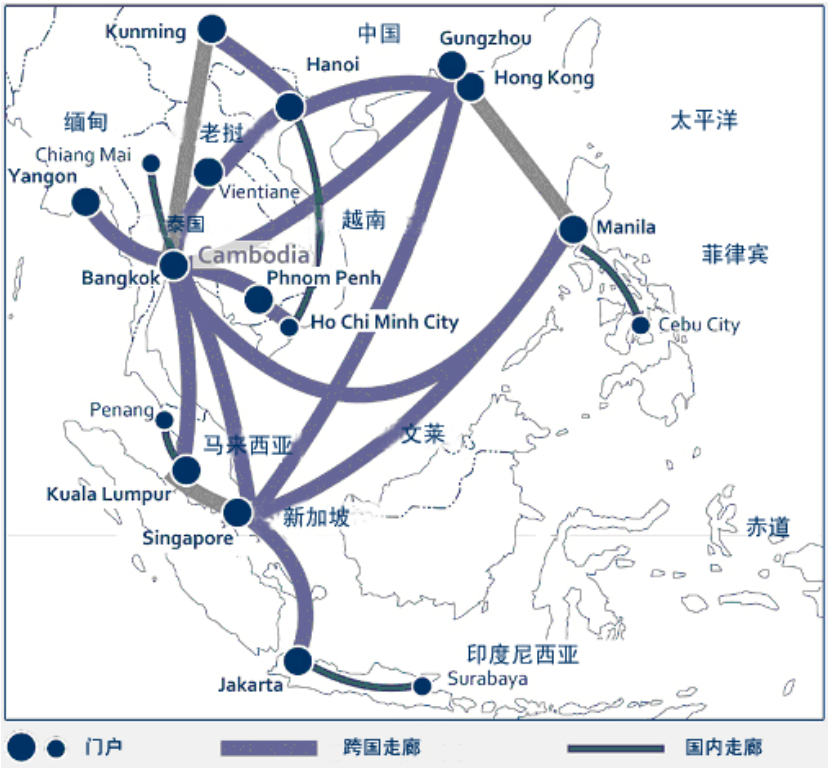 Kunming
中国
Gungzhou
Hanoi
Hong Kong
太平洋
缅甸
老挝
Chiang Mai
Yangon
Vientiane
泰国
越南
Manila
菲律宾
Cambodia
Bangkok
Phnom Penh
Ho Chi Minh City
Cebu City
Penang
马来西亚
文莱
Kuala Lumpur
新加坡
赤道
Singapore
印度尼西亚
Jakarta
Surabaya
门户
跨国走廊
国内走廊